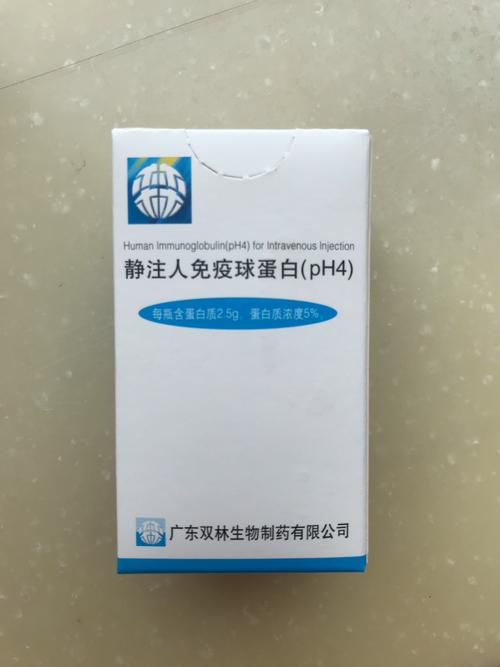 Human Immunoglobulin(pH4) for Intravenous Injection
静注人免疫球蛋白(pH4)
每瓶含蛋白质2.5g，蛋白质浓度5%。
广东双林生物制药有限公司